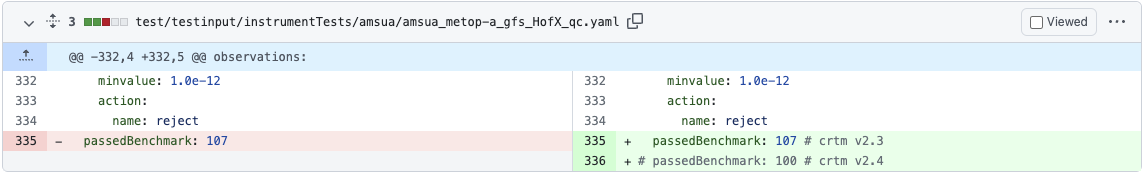 3 test/testinput/instrumentTests/amsua/amsua_metop-a_gfs_HofX_qc.yaml Viewed
@@ -332,4 +332,5 @@ observations:
332 minvalue: 1.0e-12 332 minvalue: 1.0e-12
333 action: 333 action:
334 name: reject 334 name: reject
335 - passedBenchmark: 107 335 + passedBenchmark: 107 # crtm v2.3
336 + # passedBenchmark: 100 # crtm v2.4